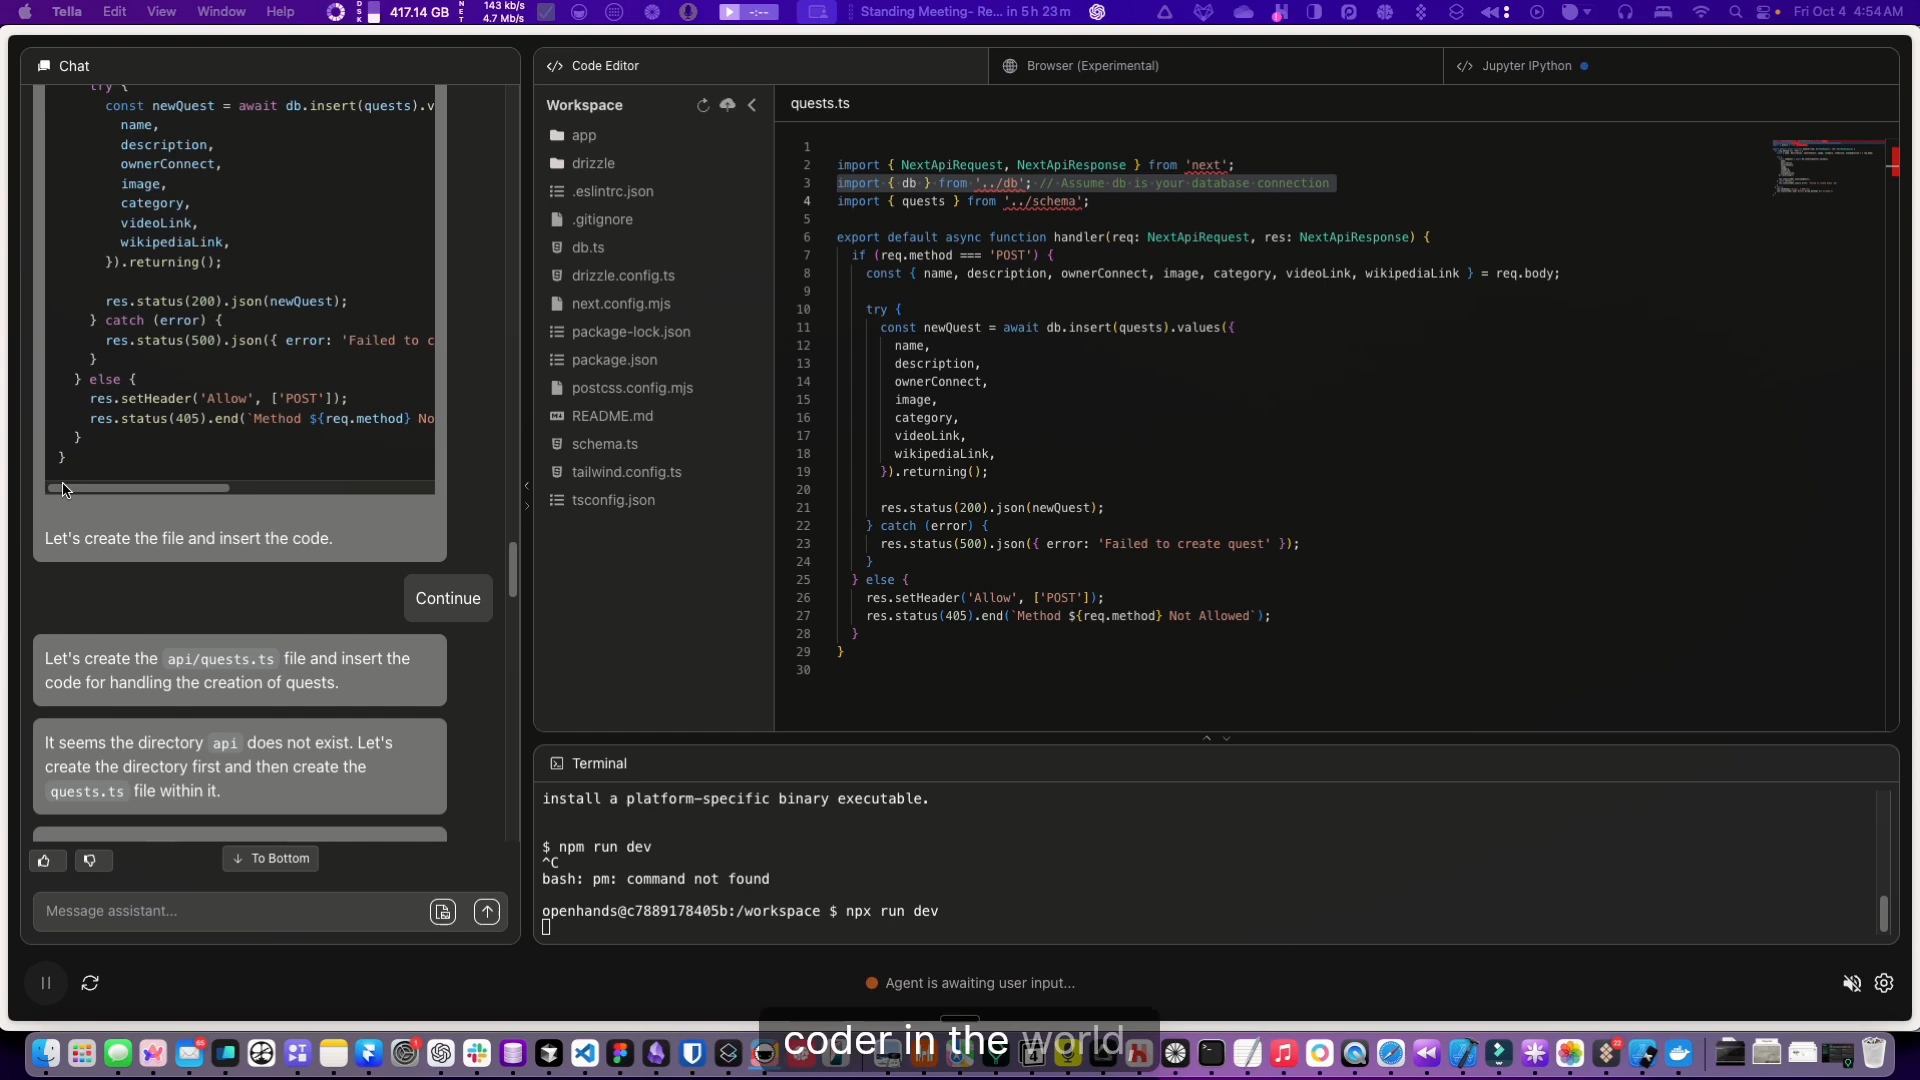 Tella Edit View Window Help 417.14 GB 143 kb/s 4.7 Mb/s -:-- Standing Meeting- Re... in 5 h 23 m Fri Oct 4 4:54 AM
Chat
try {
const newQuest = await db.insert(quests).v
name,
description,
ownerConnect,
image,
category,
videoLink,
wikipediaLink,
}).returning();
res.status(200).json(newQuest);
} catch (error) {
res.status(500).json({ error: 'Failed to c
}
} else {
res.setHeader('Allow', ['POST']);
res.status(405).end(`Method ${req.method} No
}
}
Let's create the file and insert the code.
Continue
Let's create the api/quests.ts file and insert the
code for handling the creation of quests.
It seems the directory api does not exist. Let's
create the directory first and then create the
quests.ts file within it.
To Bottom
Message assistant...
Code Editor
Browser (Experimental)
Jupyter IPython
Workspace
app
drizzle
.eslintrc.json
.gitignore
db.ts
drizzle.config.ts
next.config.mjs
package-lock.json
package.json
postcss.config.mjs
README.md
schema.ts
tailwind.config.ts
tsconfig.json
quests.ts
1
2 import { NextApiRequest, NextApiResponse } from 'next';
3 import { db } from '../db'; // Assume db is your database connection
4 import { quests } from '../schema';
5
6 export default async function handler(req: NextApiRequest, res: NextApiResponse) {
7 if (req.method === 'POST') {
8 const { name, description, ownerConnect, image, category, videoLink, wikipediaLink } = req.body;
9
10 try {
11 const newQuest = await db.insert(quests).values({
12 name,
13 description,
14 ownerConnect,
15 image,
16 category,
17 videoLink,
18 wikipediaLink,
19 }).returning();
20
21 res.status(200).json(newQuest);
22 } catch (error) {
23 res.status(500).json({ error: 'Failed to create quest' });
24 }
25 } else {
26 res.setHeader('Allow', ['POST']);
27 res.status(405).end(`Method ${req.method} Not Allowed`);
28 }
29 }
30
Terminal
install a platform-specific binary executable.
$ npm run dev
^C
bash: pm: command not found
openhands@c7889178405b:/workspace $ npx run dev
Agent is awaiting user input...
coder in the world